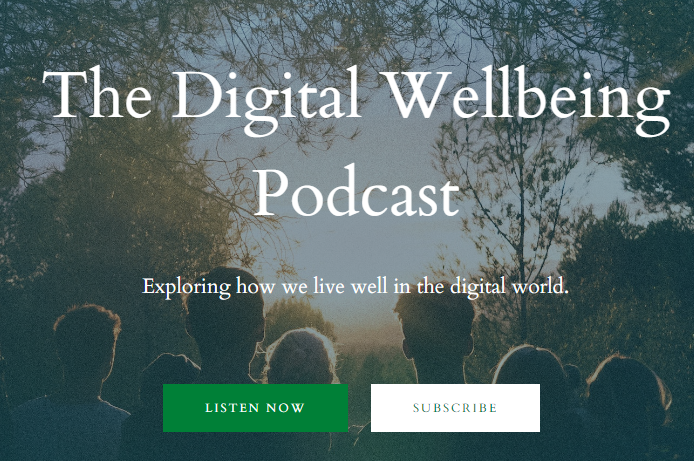 The Digital Wellbeing
Podcast
Exploring how we live well in the digital world.
LISTEN NOW
SUBSCRIBE